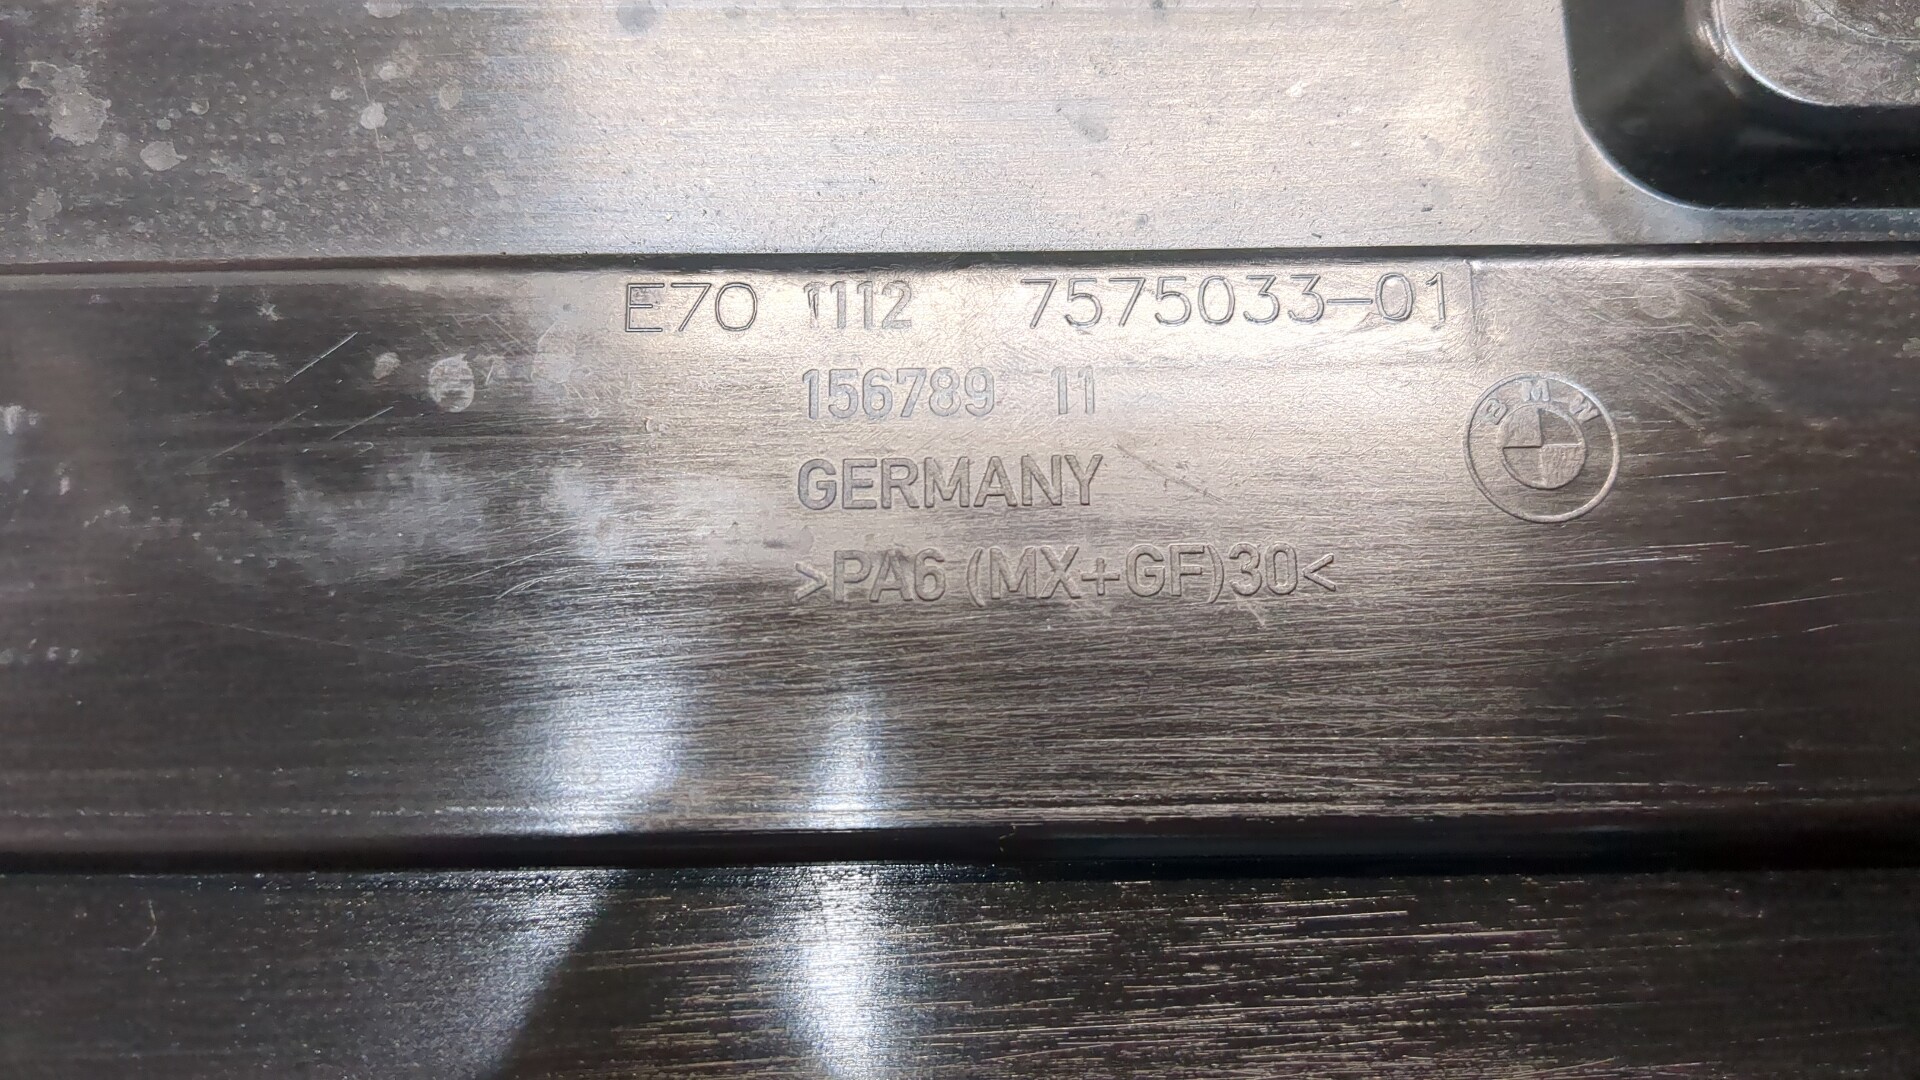 E70 1112 7575033-01
156789 11
BMW
GERMANY
>PA6 (MX+GF)30<